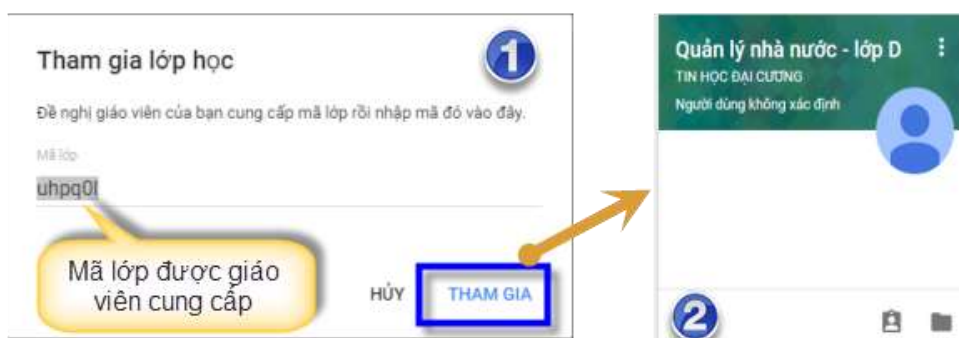 Tham gia lớp học
1
Đề nghị giáo viên của bạn cung cấp mã lớp rồi nhập mã đó vào đây.
Mã lớp
uhpq0l
Mã lớp được giáo
viên cung cấp
HỦY
THAM GIA
Quản lý nhà nước - lớp D
TIN HỌC ĐẠI CƯƠNG
Người dùng không xác định
2